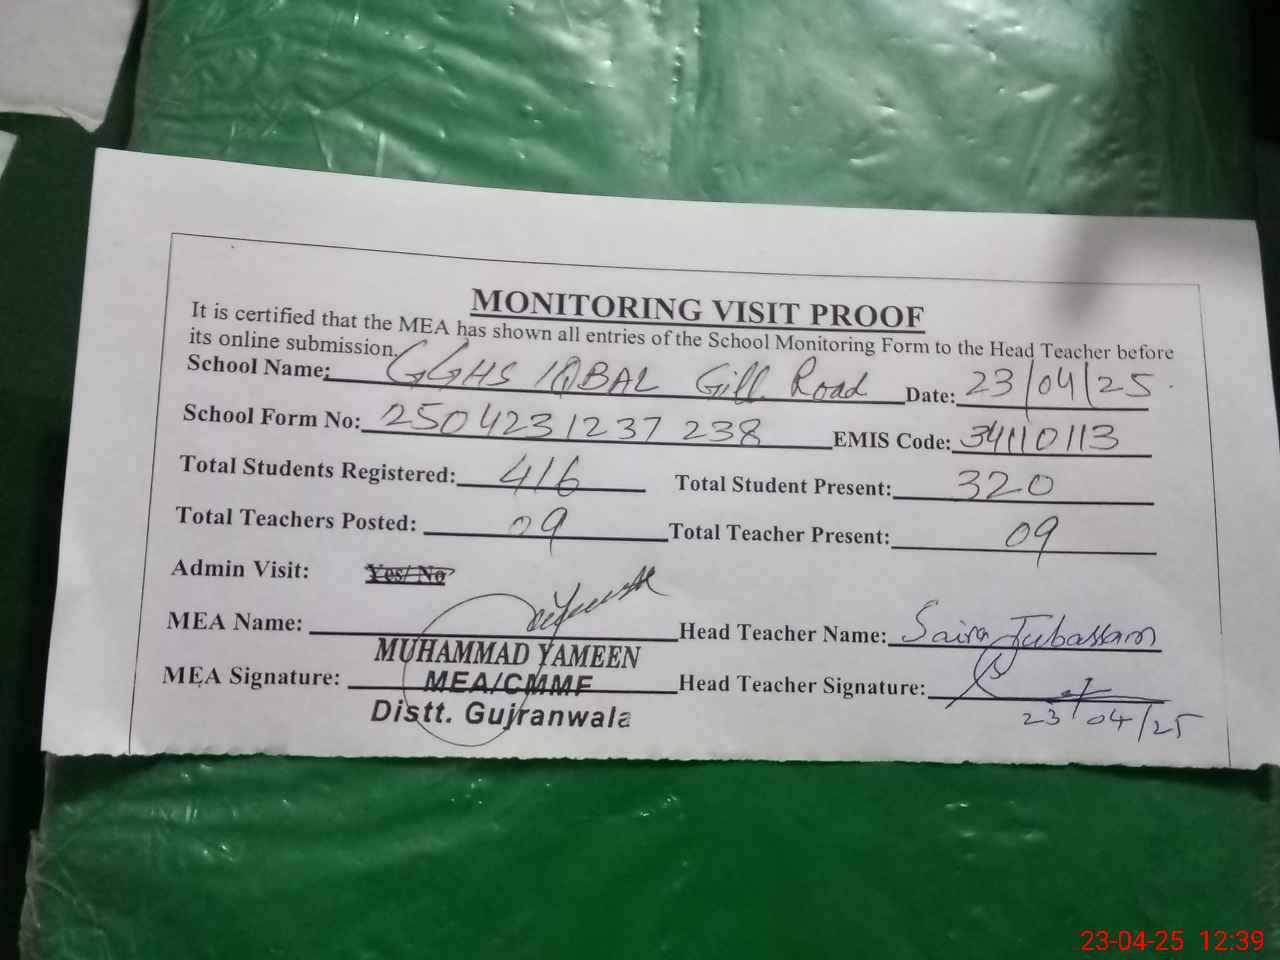 MONITORING VISIT PROOF
It is certified that the MEA has shown all entries of the School Monitoring Form to the Head Teacher before
its online submission.
School Name: GGHS IQBAL Gill Road Date: 23/04/25
School Form No: 2504231237 238 EMIS Code: 34110113
Total Students Registered: 416 Total Student Present: 320
Total Teachers Posted: 09 Total Teacher Present: 09
Admin Visit: Yes/No
MEA Name: Head Teacher Name: Saira Tubassam
MUHAMMAD YAMEEN
MEA Signature: MEA/CMMF Head Teacher Signature:
Distt. Gujranwala 23/04/25
23-04-25 12:39